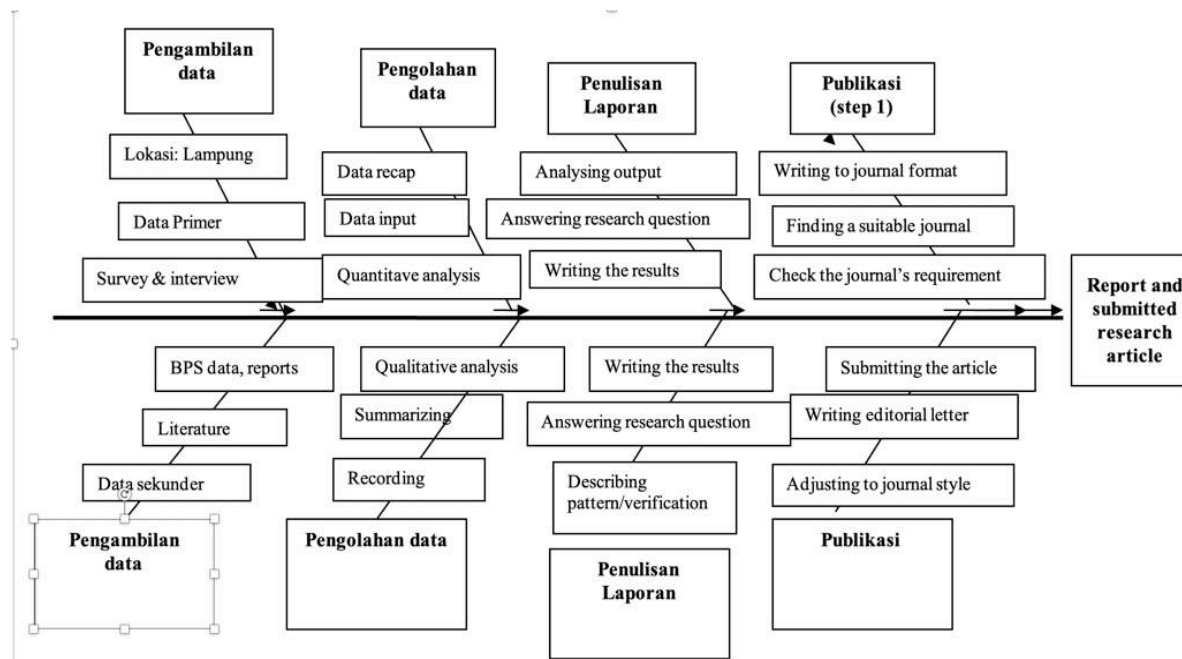 Pengambilan
data
Pengolahan
data
Penulisan
Laporan
Publikasi
(step 1)
Lokasi: Lampung
Data Primer
Survey & interview
Data recap
Data input
Quantitave analysis
Analysing output
Answering research question
Writing the results
Writing to journal format
Finding a suitable journal
Check the journal's requirement
Report and
submitted
research
article
BPS data, reports
Literature
Data sekunder
Pengambilan
data
Qualitative analysis
Summarizing
Recording
Pengolahan data
Writing the results
Answering research question
Describing
pattern/verification
Penulisan
Laporan
Submitting the article
Writing editorial letter
Adjusting to journal style
Publikasi